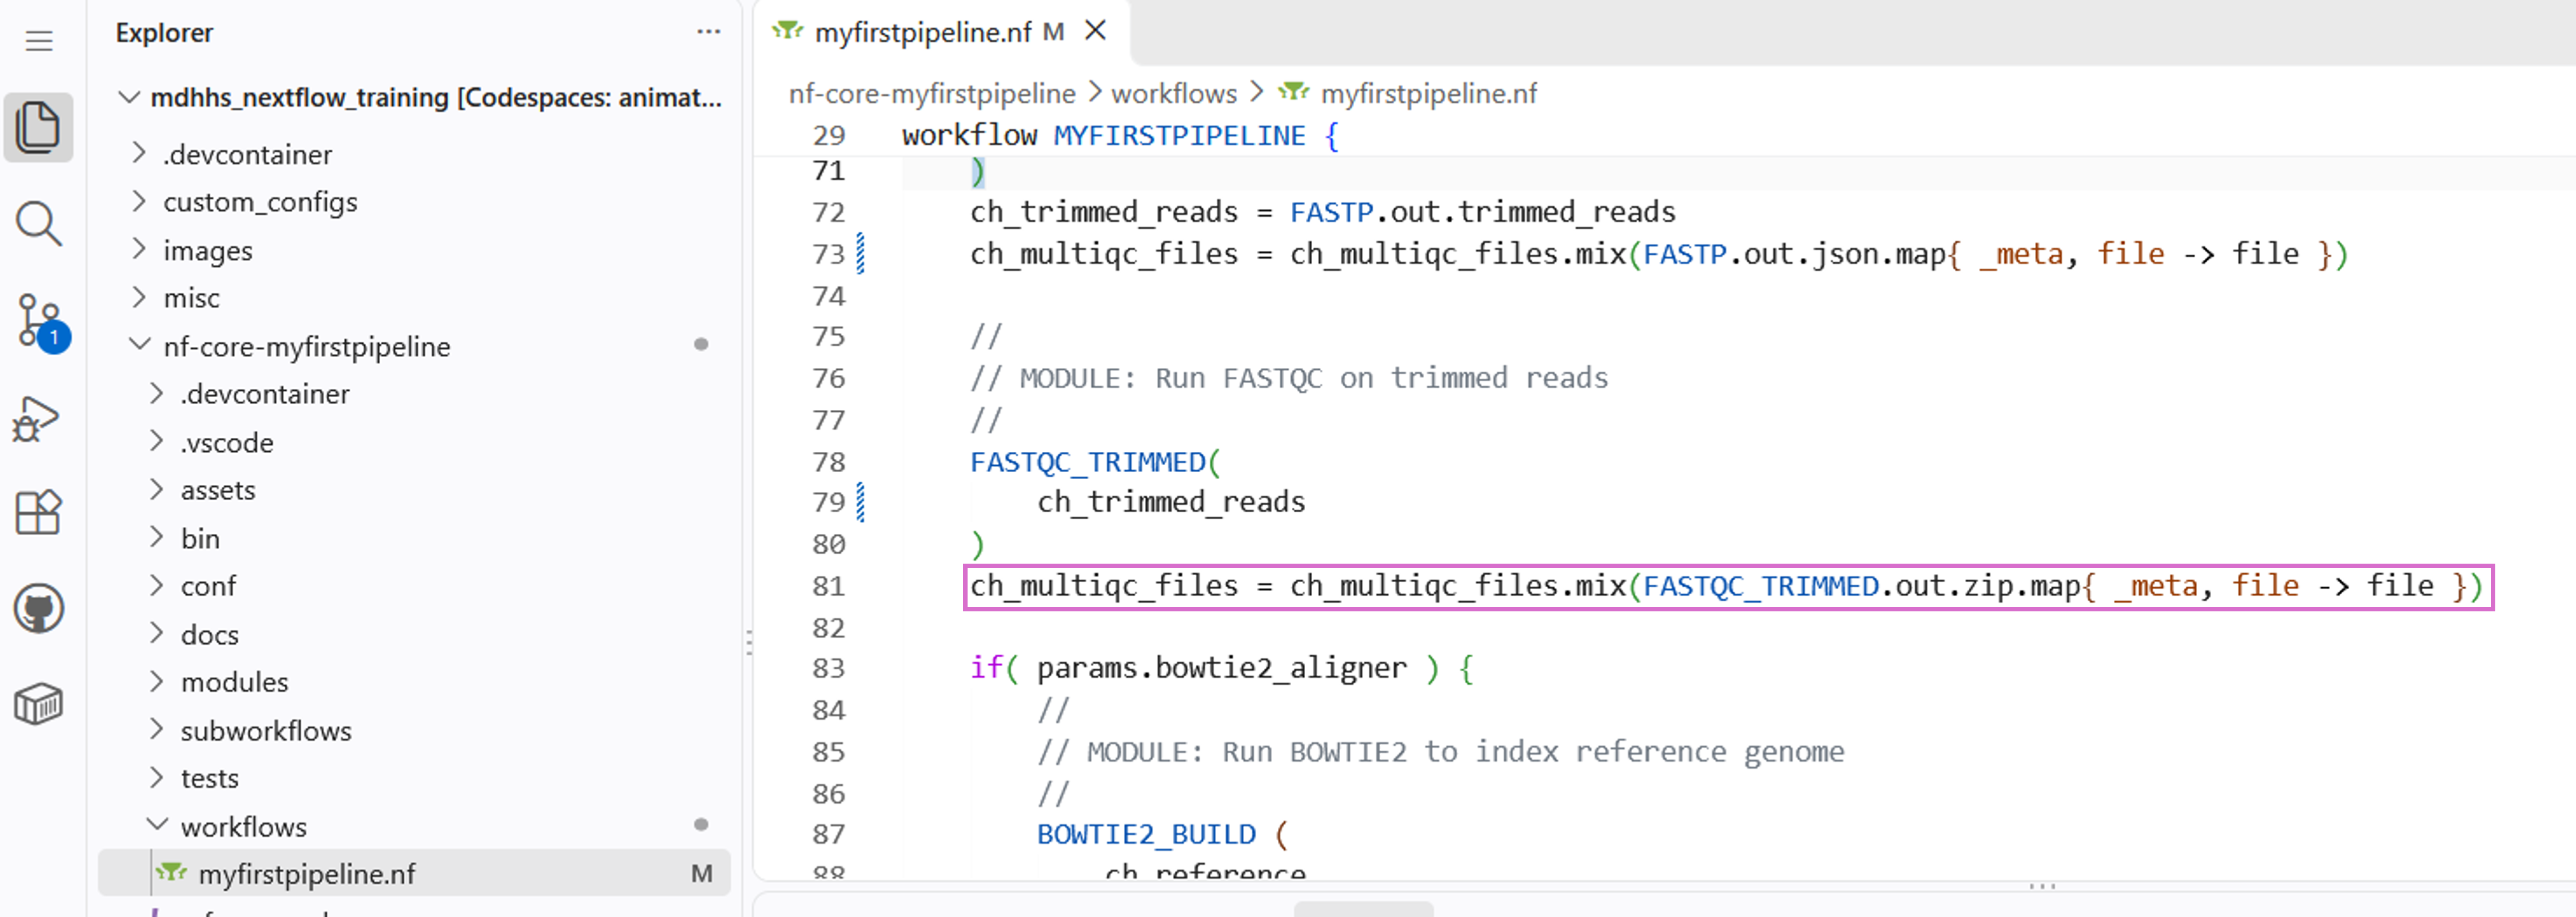 Explorer
mdhhs_nextflow_training [Codespaces: animat...
.devcontainer
custom_configs
images
misc
nf-core-myfirstpipeline
.devcontainer
.vscode
assets
bin
conf
docs
modules
subworkflows
tests
workflows
myfirstpipeline.nf M
1
myfirstpipeline.nf M
nf-core-myfirstpipeline > workflows > myfirstpipeline.nf
29 workflow MYFIRSTPIPELINE {
71 )
72 ch_trimmed_reads = FASTP.out.trimmed_reads
73 ch_multiqc_files = ch_multiqc_files.mix(FASTP.out.json.map{ _meta, file -> file })
74
75 //
76 // MODULE: Run FASTQC on trimmed reads
77 //
78 FASTQC_TRIMMED(
79 ch_trimmed_reads
80 )
81 ch_multiqc_files = ch_multiqc_files.mix(FASTQC_TRIMMED.out.zip.map{ _meta, file -> file })
82
83 if( params.bowtie2_aligner ) {
84 //
85 // MODULE: Run BOWTIE2 to index reference genome
86 //
87 BOWTIE2_BUILD (
88 ch_reference